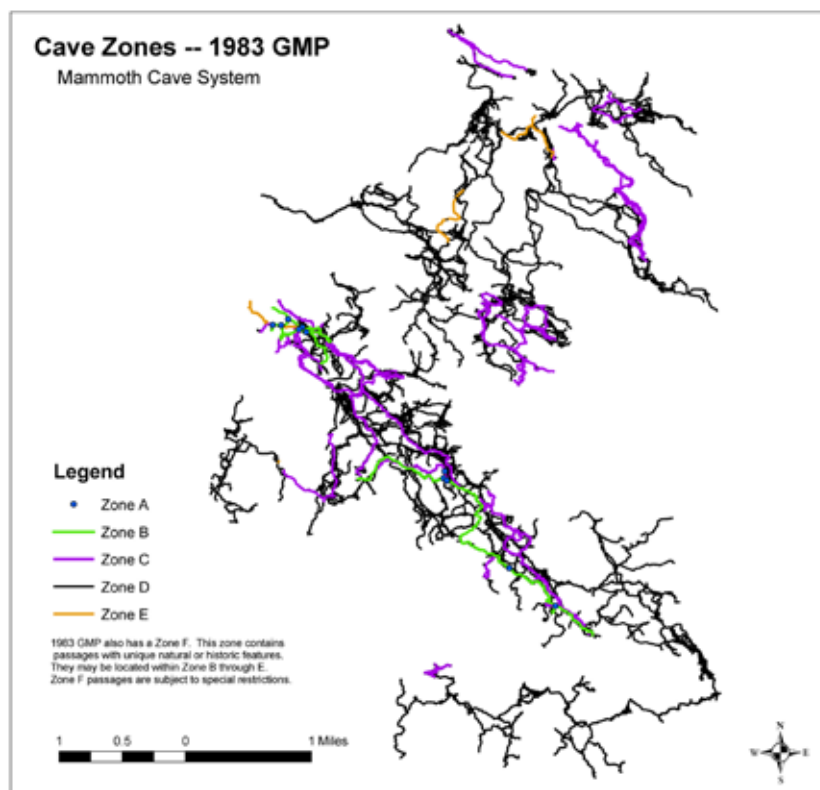 Cave Zones -- 1983 GMP
Mammoth Cave System
Legend
Zone A
Zone B
Zone C
Zone D
Zone E
1983 GMP also has a Zone F. This zone contains
passages with unique natural or historic features.
They may be located within Zone B through E.
Zone F passages are subject to special restrictions.
1 0.5 0 1 Miles
N
W E
S